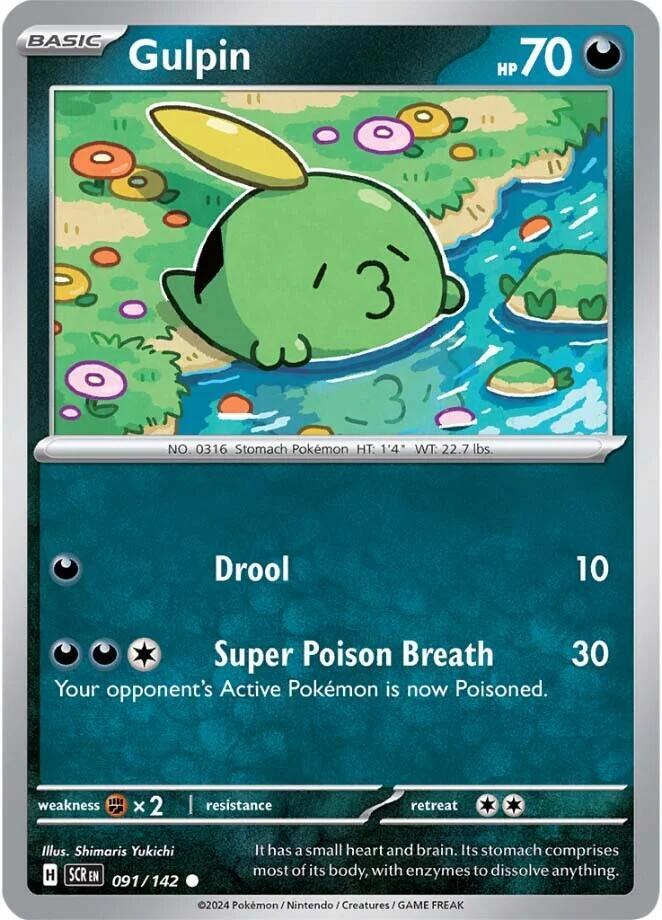 BASIC
Gulpin
HP 70
NO. 0316 Stomach Pokémon HT: 1'4" WT: 22.7 lbs.
Drool 10
Super Poison Breath 30
Your opponent's Active Pokémon is now Poisoned.
weakness ×2 resistance retreat
Illus. Shimaris Yukichi
It has a small heart and brain. Its stomach comprises
most of its body, with enzymes to dissolve anything.
H SCR EN 091/142
©2024 Pokémon / Nintendo / Creatures / GAME FREAK